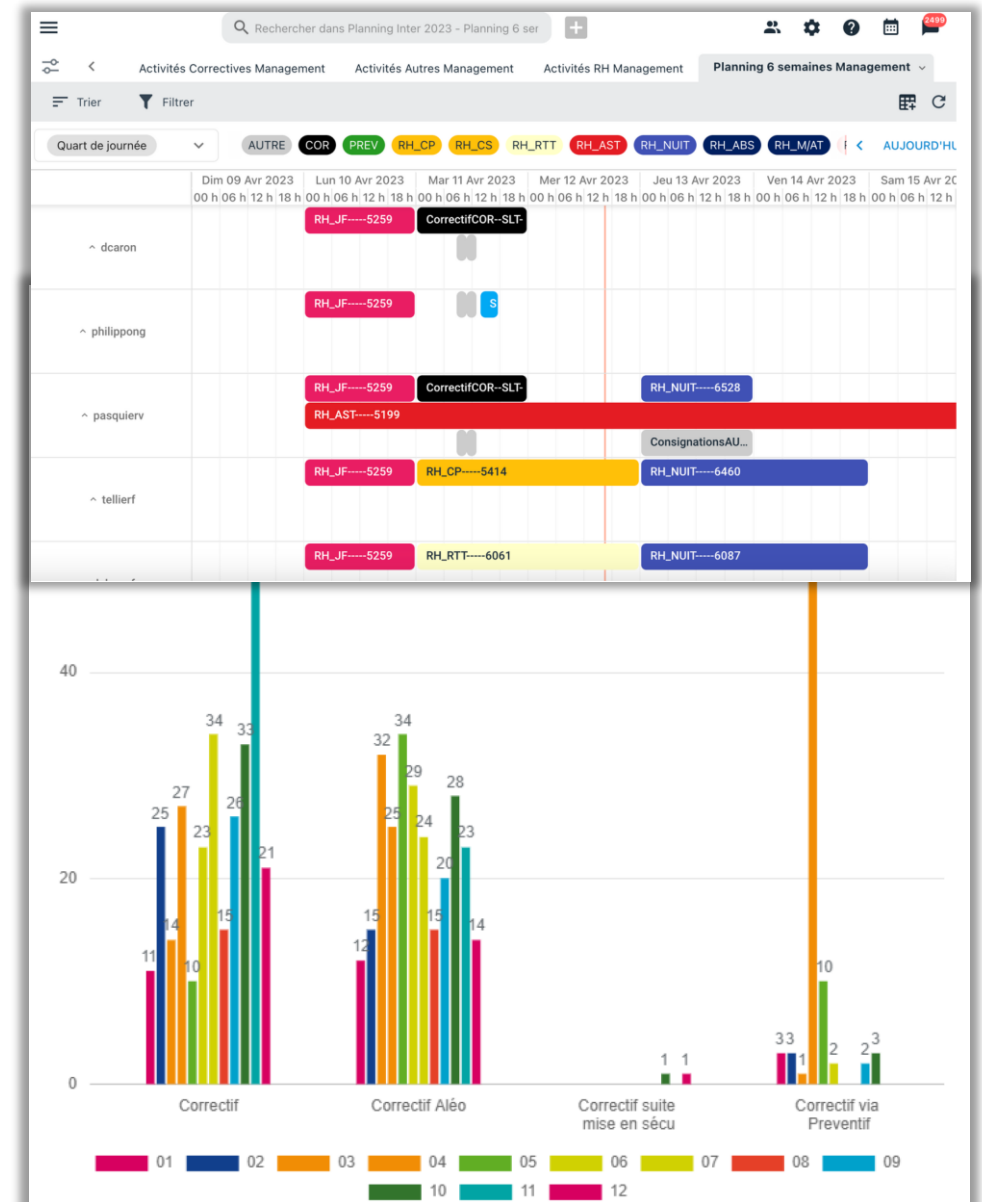 Rechercher dans Planning Inter 2023 - Planning 6 ser
2499
Activités Correctives Management Activités Autres Management Activités RH Management Planning 6 semaines Management
Trier Filtrer
Quart de journée AUTRE COR PREV RH_CP RH_CS RH_RTT RH_AST RH_NUIT RH_ABS RH_M/AT AUJOURD'HU
Dim 09 Avr 2023 Lun 10 Avr 2023 Mar 11 Avr 2023 Mer 12 Avr 2023 Jeu 13 Avr 2023 Ven 14 Avr 2023 Sam 15 Avr 20
00 h 06 h 12 h 18 h 00 h 06 h 12 h 18 h 00 h 06 h 12 h 18 h 00 h 06 h 12 h 18 h 00 h 06 h 12 h 18 h 00 h 06 h 12 h 18 h 00 h 06 h 12 h
RH_JF-----5259 CorrectifCOR--SLT-
dcaron
RH_JF-----5259 S
philippong
RH_JF-----5259 CorrectifCOR--SLT- RH_NUIT-----6528
pasquierv RH_AST-----5199
ConsignationsAU...
RH_JF-----5259 RH_CP-----5414 RH_NUIT-----6460
tellierf
RH_JF-----5259 RH_RTT-----6061 RH_NUIT-----6087
40
20
0
11 25 14 27 10 23 34 15 26 33 21
12 15 32 25 34 29 24 15 20 28 23 14
1 1
3 3 1 10 2 2 3
Correctif Correctif Aléo Correctif suite Correctif via
mise en sécu Preventif
01 02 03 04 05 06 07 08 09
10 11 12